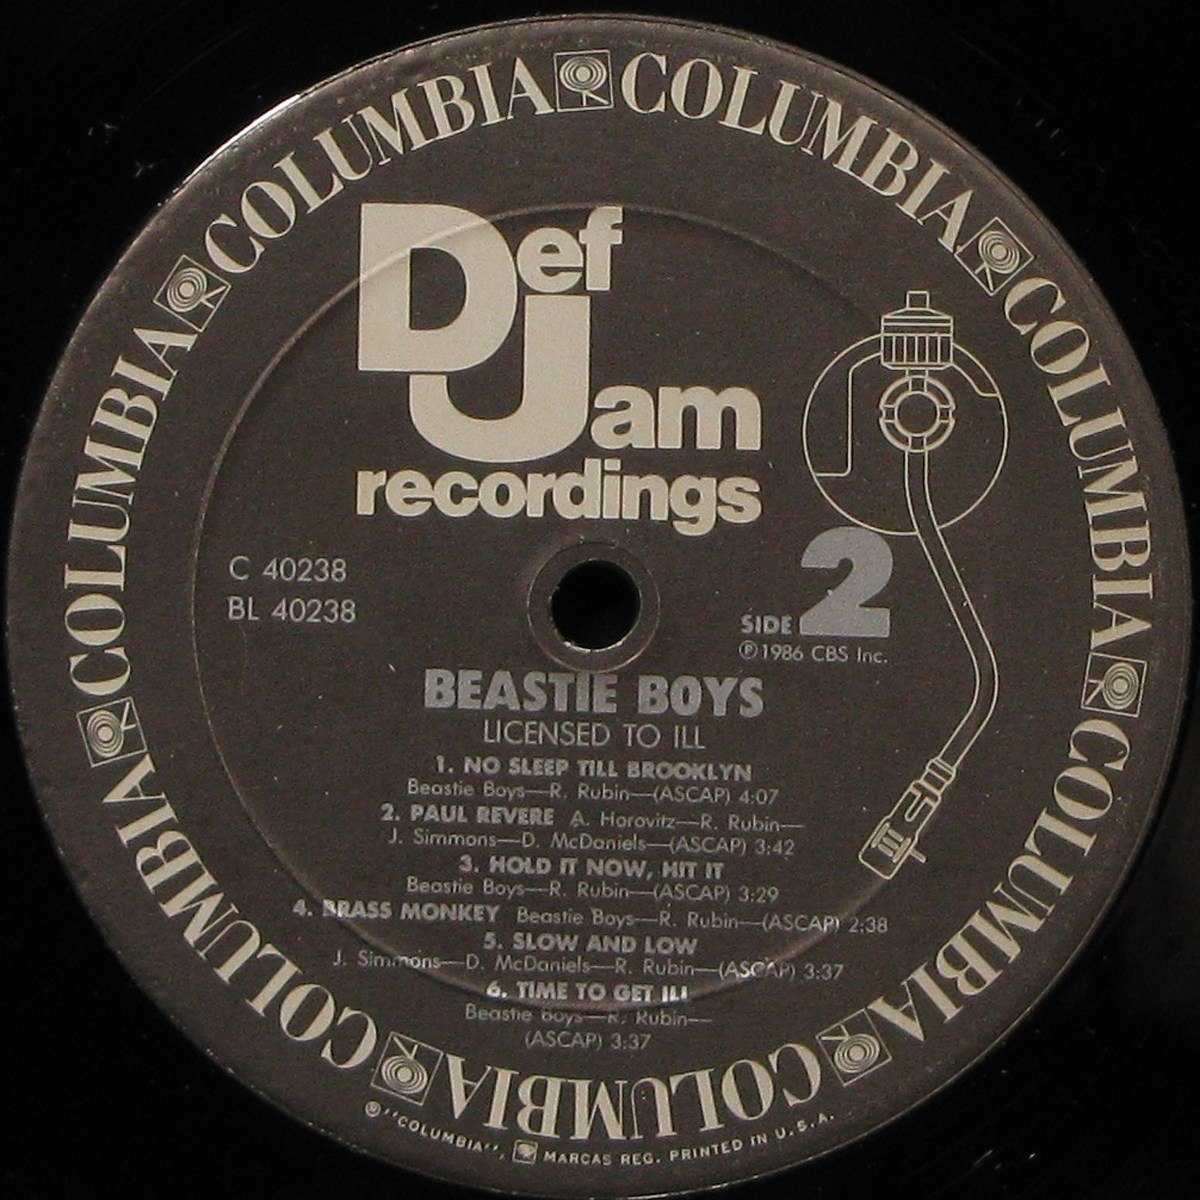 COLUMBIA COLUMBIA COLUMBIA COLUMBIA COLUMBIA COLUMBIA COLUMBIA COLUMBIA COLUMBIA
Def
Jam
recordings
C 40238
BL 40238
SIDE 2
℗1986 CBS Inc.
BEASTIE BOYS
LICENSED TO ILL
1. NO SLEEP TILL BROOKLYN
Beastie Boys—R. Rubin—(ASCAP) 4:07
2. PAUL REVERE A. Horovitz—R. Rubin—
J. Simmons—D. McDaniels—(ASCAP) 3:42
3. HOLD IT NOW, HIT IT
Beastie Boys—R. Rubin—(ASCAP) 3:29
4. BRASS MONKEY Beastie Boys—R. Rubin—(ASCAP) 2:38
5. SLOW AND LOW
J. Simmons—D. McDaniels—R. Rubin—(ASCAP) 3:37
6. TIME TO GET ILL
Beastie Boys—R. Rubin—
(ASCAP) 3:37
® "COLUMBIA", MARCAS REG. PRINTED IN U.S.A.